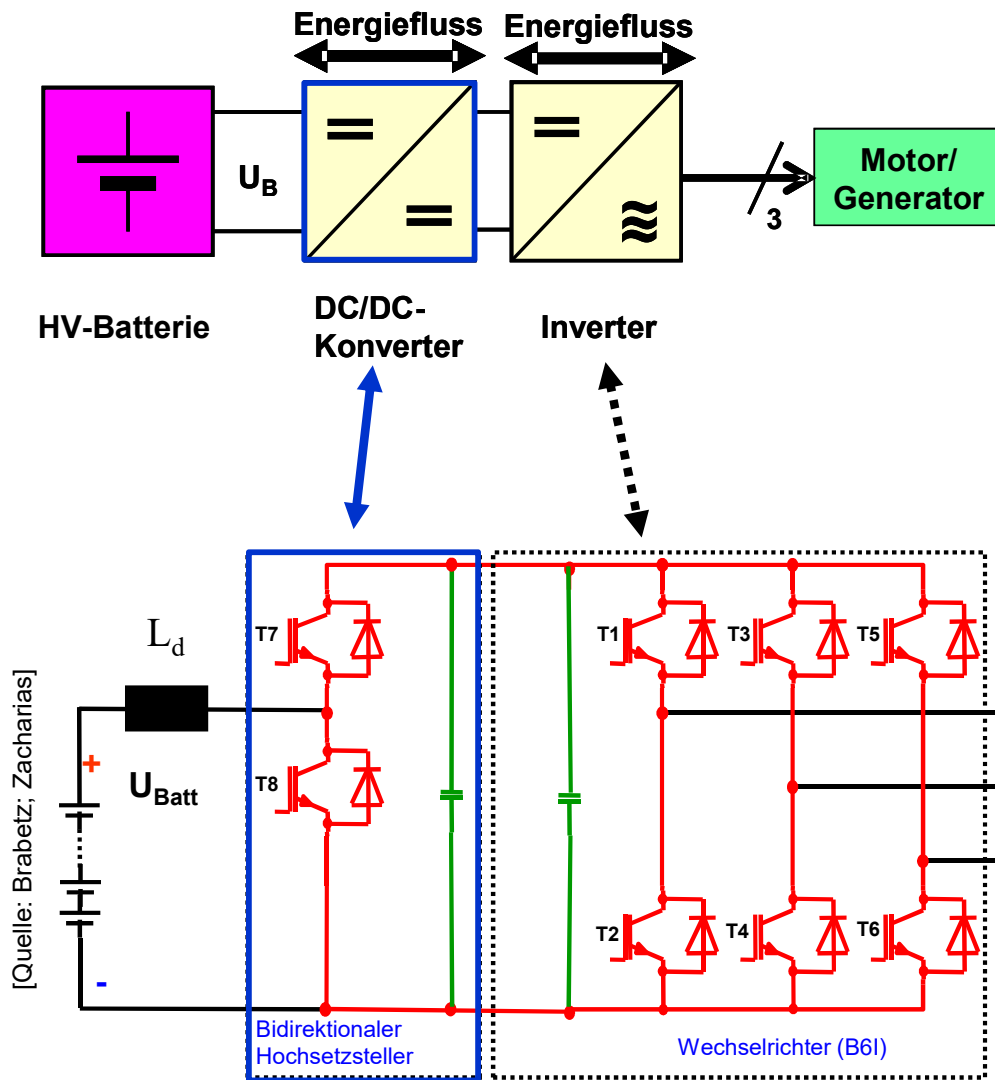 Energiefluss
Energiefluss
U_B
3
Motor/
Generator
HV-Batterie
DC/DC-
Konverter
Inverter
L_d
U_Batt
+
-
T7
T8
T1
T3
T5
T2
T4
T6
[Quelle: Brabetz; Zacharias]
Bidirektionaler
Hochsetzsteller
Wechselrichter (B6I)